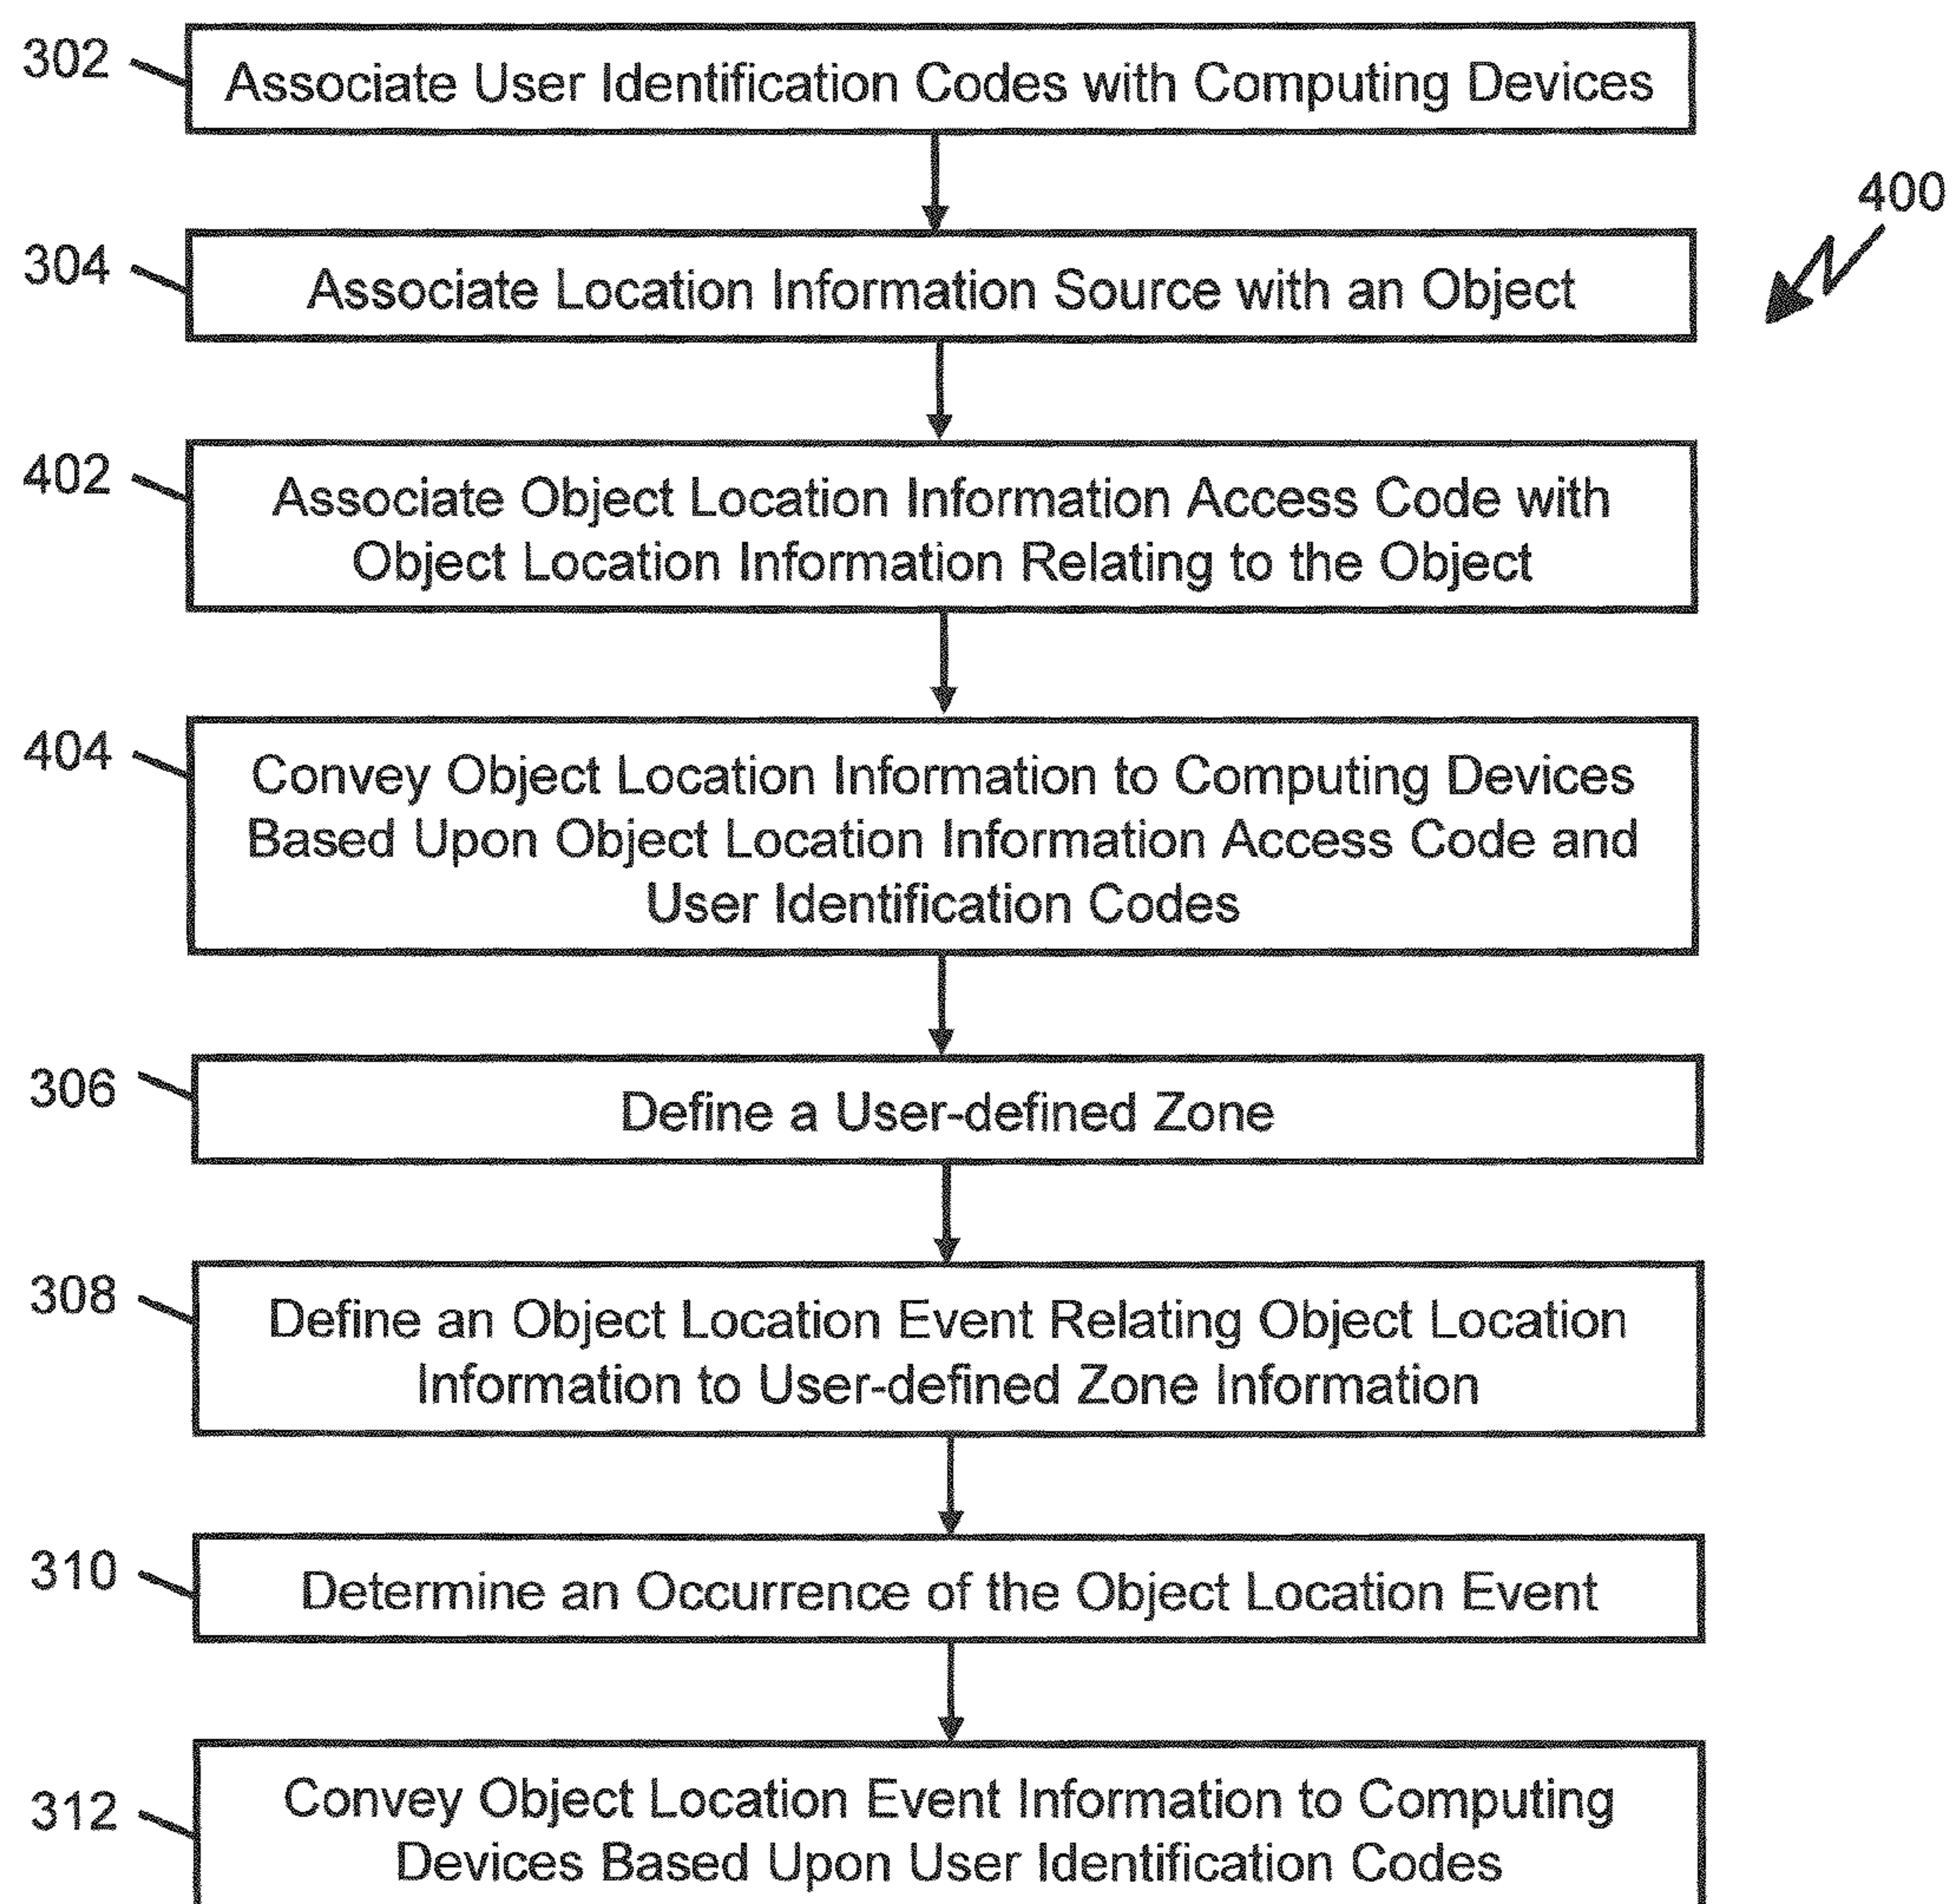 302
Associate User Identification Codes with Computing Devices
400
304
Associate Location Information Source with an Object
402
Associate Object Location Information Access Code with
Object Location Information Relating to the Object
404
Convey Object Location Information to Computing Devices
Based Upon Object Location Information Access Code and
User Identification Codes
306
Define a User-defined Zone
308
Define an Object Location Event Relating Object Location
Information to User-defined Zone Information
310
Determine an Occurrence of the Object Location Event
312
Convey Object Location Event Information to Computing
Devices Based Upon User Identification Codes